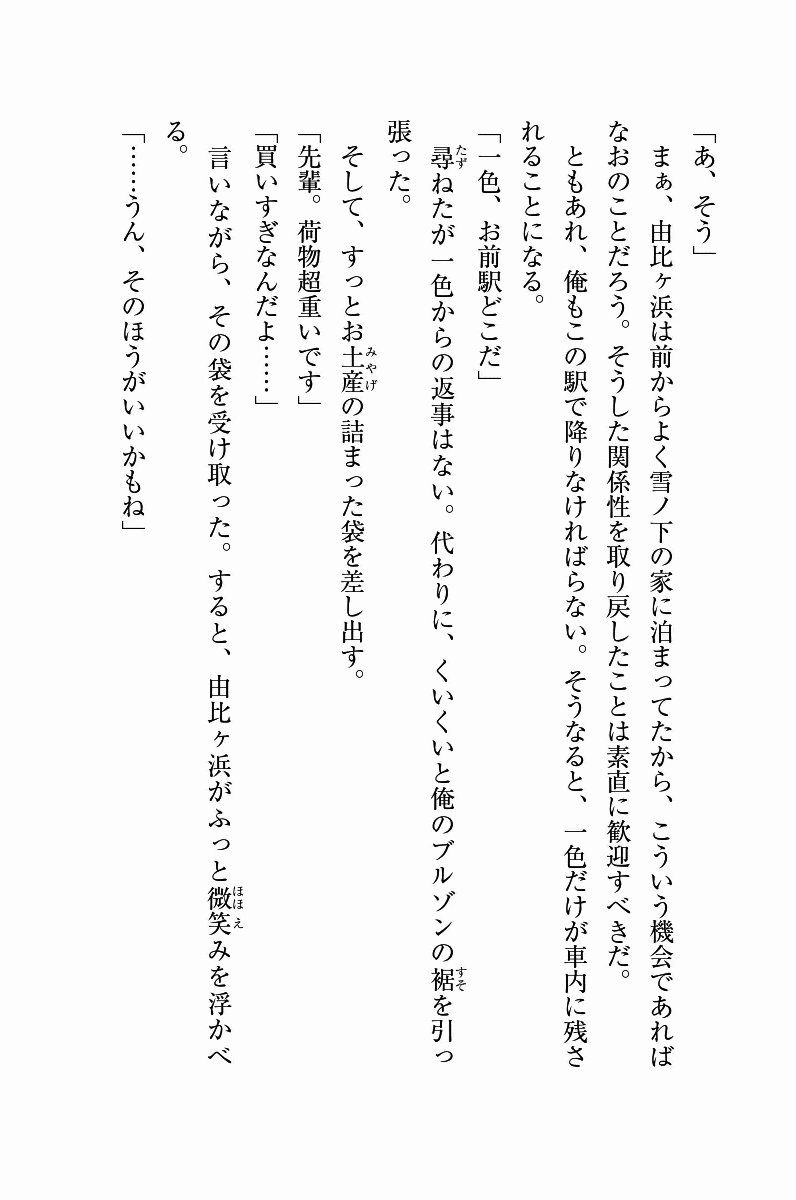 「あ、そう」
　まぁ、由比ヶ浜は前からよく雪ノ下の家に泊まってたから、こういう機会であれば
なおのことだろう。そうした関係性を取り戻したことは素直に歓迎すべきだ。
　ともあれ、俺もこの駅で降りなければらない。そうなると、一色だけが車内に残さ
れることになる。
「一色、お前駅どこだ」
　尋ねたが一色からの返事はない。代わりに、くいくいと俺のブルゾンの裾を引っ
張った。
　そして、すっとお土産の詰まった袋を差し出す。
「先輩。荷物超重いです」
「買いすぎなんだよ……」
　言いながら、その袋を受け取った。すると、由比ヶ浜がふっと微笑みを浮かべ
る。
「……うん、そのほうがいいかもね」